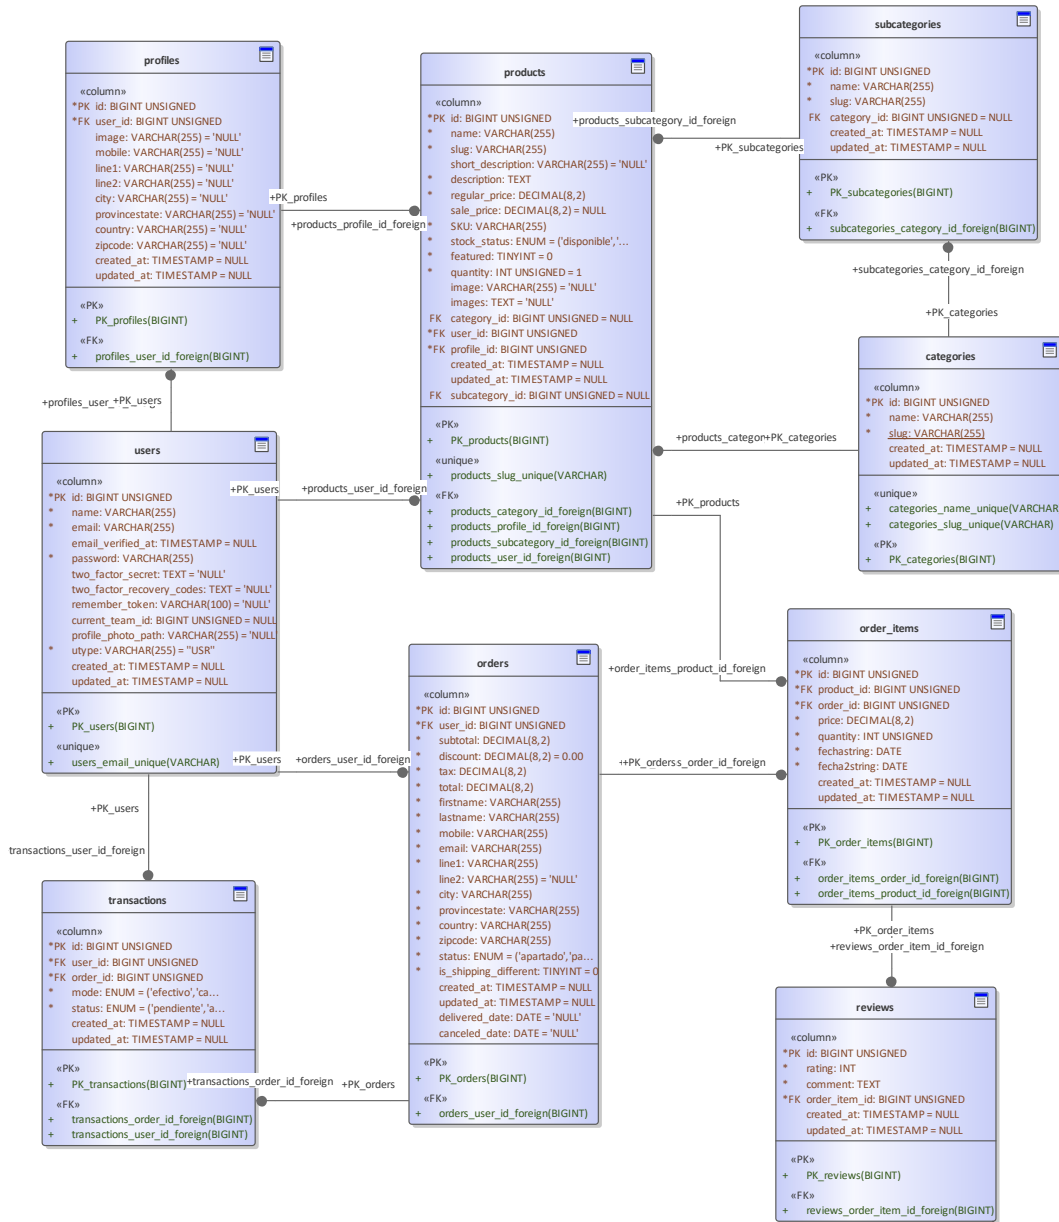 profiles
«column»
*PK id: BIGINT UNSIGNED
*FK user_id: BIGINT UNSIGNED
image: VARCHAR(255) = 'NULL'
mobile: VARCHAR(255) = 'NULL'
line1: VARCHAR(255) = 'NULL'
line2: VARCHAR(255) = 'NULL'
city: VARCHAR(255) = 'NULL'
provincestate: VARCHAR(255) = 'NULL'
country: VARCHAR(255) = 'NULL'
zipcode: VARCHAR(255) = 'NULL'
created_at: TIMESTAMP = NULL
updated_at: TIMESTAMP = NULL
«PK»
+ PK_profiles(BIGINT)
«FK»
+ profiles_user_id_foreign(BIGINT)
products
«column»
*PK id: BIGINT UNSIGNED
* name: VARCHAR(255)
* slug: VARCHAR(255)
short_description: VARCHAR(255) = 'NULL'
* description: TEXT
* regular_price: DECIMAL(8,2)
sale_price: DECIMAL(8,2) = NULL
* SKU: VARCHAR(255)
* stock_status: ENUM = ('disponible','...
* featured: TINYINT = 0
* quantity: INT UNSIGNED = 1
image: VARCHAR(255) = 'NULL'
images: TEXT = 'NULL'
FK category_id: BIGINT UNSIGNED = NULL
*FK user_id: BIGINT UNSIGNED
*FK profile_id: BIGINT UNSIGNED
created_at: TIMESTAMP = NULL
updated_at: TIMESTAMP = NULL
FK subcategory_id: BIGINT UNSIGNED = NULL
«PK»
+ PK_products(BIGINT)
«unique»
+ products_slug_unique(VARCHAR)
«FK»
+ products_category_id_foreign(BIGINT)
+ products_profile_id_foreign(BIGINT)
+ products_subcategory_id_foreign(BIGINT)
+ products_user_id_foreign(BIGINT)
subcategories
«column»
*PK id: BIGINT UNSIGNED
* name: VARCHAR(255)
* slug: VARCHAR(255)
FK category_id: BIGINT UNSIGNED = NULL
created_at: TIMESTAMP = NULL
updated_at: TIMESTAMP = NULL
«PK»
+ PK_subcategories(BIGINT)
«FK»
+ subcategories_category_id_foreign(BIGINT)
+products_subcategory_id_foreign
+PK_subcategories
+PK_profiles
+products_profile_id_foreign
+subcategories_category_id_foreign
+PK_categories
categories
«column»
*PK id: BIGINT UNSIGNED
* name: VARCHAR(255)
* slug: VARCHAR(255)
created_at: TIMESTAMP = NULL
updated_at: TIMESTAMP = NULL
«unique»
+ categories_name_unique(VARCHAR
+ categories_slug_unique(VARCHAR)
«PK»
+ PK_categories(BIGINT)
+profiles_user_
+PK_users
+products_categor
+PK_categories
users
«column»
*PK id: BIGINT UNSIGNED
* name: VARCHAR(255)
* email: VARCHAR(255)
email_verified_at: TIMESTAMP = NULL
* password: VARCHAR(255)
two_factor_secret: TEXT = 'NULL'
two_factor_recovery_codes: TEXT = 'NULL'
remember_token: VARCHAR(100) = 'NULL'
current_team_id: BIGINT UNSIGNED = NULL
profile_photo_path: VARCHAR(255) = 'NULL'
* utype: VARCHAR(255) = "USR"
created_at: TIMESTAMP = NULL
updated_at: TIMESTAMP = NULL
«PK»
+ PK_users(BIGINT)
«unique»
+ users_email_unique(VARCHAR)
+PK_users
+products_user_id_foreign
+PK_products
+order_items_product_id_foreign
orders
«column»
*PK id: BIGINT UNSIGNED
*FK user_id: BIGINT UNSIGNED
* subtotal: DECIMAL(8,2)
* discount: DECIMAL(8,2) = 0.00
* tax: DECIMAL(8,2)
* total: DECIMAL(8,2)
* firstname: VARCHAR(255)
* lastname: VARCHAR(255)
* mobile: VARCHAR(255)
* email: VARCHAR(255)
* line1: VARCHAR(255)
line2: VARCHAR(255) = 'NULL'
* city: VARCHAR(255)
* provincestate: VARCHAR(255)
* country: VARCHAR(255)
* zipcode: VARCHAR(255)
* status: ENUM = ('apartado','pa...
* is_shipping_different: TINYINT = 0
created_at: TIMESTAMP = NULL
updated_at: TIMESTAMP = NULL
delivered_date: DATE = 'NULL'
canceled_date: DATE = 'NULL'
«PK»
+ PK_orders(BIGINT)
«FK»
+ orders_user_id_foreign(BIGINT)
order_items
«column»
*PK id: BIGINT UNSIGNED
*FK product_id: BIGINT UNSIGNED
*FK order_id: BIGINT UNSIGNED
* price: DECIMAL(8,2)
* quantity: INT UNSIGNED
* fechastring: DATE
* fecha2string: DATE
created_at: TIMESTAMP = NULL
updated_at: TIMESTAMP = NULL
«PK»
+ PK_order_items(BIGINT)
«FK»
+ order_items_order_id_foreign(BIGINT)
+ order_items_product_id_foreign(BIGINT)
+PK_users
+orders_user_id_foreign
+PK_orders
s_order_id_foreign
+PK_users
transactions_user_id_foreign
transactions
«column»
*PK id: BIGINT UNSIGNED
*FK user_id: BIGINT UNSIGNED
*FK order_id: BIGINT UNSIGNED
* mode: ENUM = ('efectivo','ca...
* status: ENUM = ('pendiente','a...
created_at: TIMESTAMP = NULL
updated_at: TIMESTAMP = NULL
«PK»
+ PK_transactions(BIGINT)
«FK»
+ transactions_order_id_foreign(BIGINT)
+ transactions_user_id_foreign(BIGINT)
+transactions_order_id_foreign
+PK_orders
+PK_order_items
+reviews_order_item_id_foreign
reviews
«column»
*PK id: BIGINT UNSIGNED
* rating: INT
* comment: TEXT
*FK order_item_id: BIGINT UNSIGNED
created_at: TIMESTAMP = NULL
updated_at: TIMESTAMP = NULL
«PK»
+ PK_reviews(BIGINT)
«FK»
+ reviews_order_item_id_foreign(BIGINT)